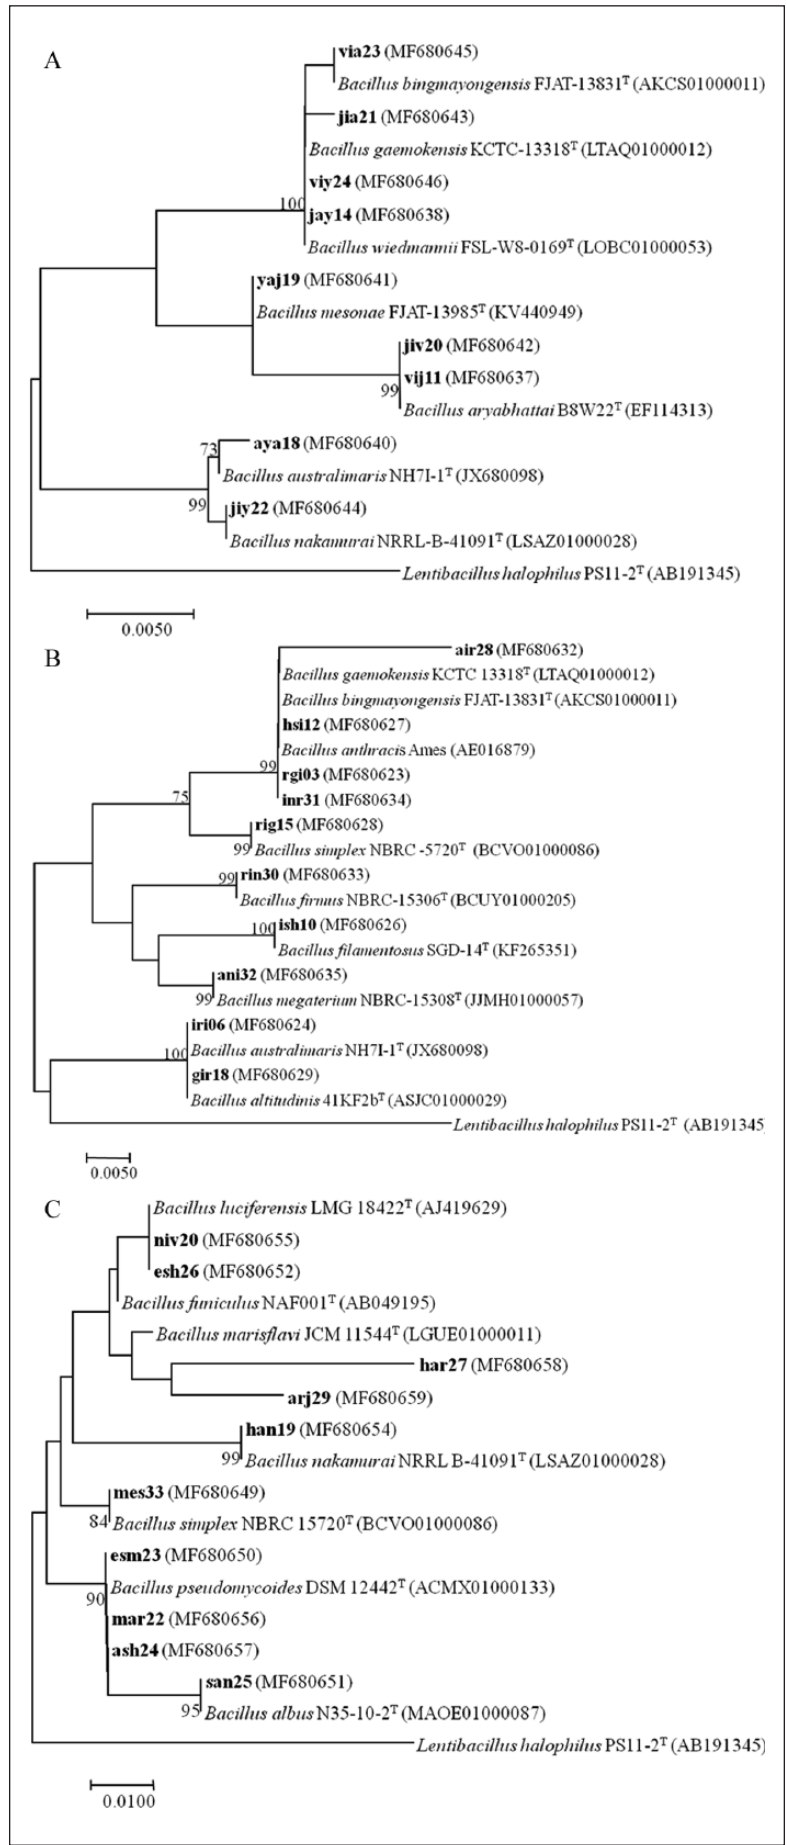 A
via23 (MF680645)
Bacillus bingmayongensis FJAT-13831ᵀ (AKCS01000011)
jia21 (MF680643)
Bacillus gaemokensis KCTC-13318ᵀ (LTAQ01000012)
viy24 (MF680646)
100
jay14 (MF680638)
Bacillus wiedmannii FSL-W8-0169ᵀ (LOBC01000053)
yaj19 (MF680641)
Bacillus mesonae FJAT-13985ᵀ (KV440949)
jiv20 (MF680642)
vij11 (MF680637)
99
Bacillus aryabhattai B8W22ᵀ (EF114313)
aya18 (MF680640)
73
Bacillus australimaris NH7I-1ᵀ (JX680098)
99
jiy22 (MF680644)
Bacillus nakamurai NRRL-B-41091ᵀ (LSAZ01000028)
Lentibacillus halophilus PS11-2ᵀ (AB191345)
0.0050
B
air28 (MF680632)
Bacillus gaemokensis KCTC 13318ᵀ (LTAQ01000012)
Bacillus bingmayongensis FJAT-13831ᵀ (AKCS01000011)
hsi12 (MF680627)
Bacillus anthracis Ames (AE016879)
99
rgi03 (MF680623)
75
inr31 (MF680634)
rig15 (MF680628)
99
Bacillus simplex NBRC -5720ᵀ (BCVO01000086)
99
rin30 (MF680633)
Bacillus firmus NBRC-15306ᵀ (BCUY01000205)
100
ish10 (MF680626)
Bacillus filamentosus SGD-14ᵀ (KF265351)
ani32 (MF680635)
99
Bacillus megaterium NBRC-15308ᵀ (JJMH01000057)
iri06 (MF680624)
100
Bacillus australimaris NH7I-1ᵀ (JX680098)
gir18 (MF680629)
Bacillus altitudinis 41KF2bᵀ (ASJC01000029)
Lentibacillus halophilus PS11-2ᵀ (AB191345)
0.0050
C
Bacillus luciferensis LMG 18422ᵀ (AJ419629)
niv20 (MF680655)
esh26 (MF680652)
Bacillus funiculus NAF001ᵀ (AB049195)
Bacillus marisflavi JCM 11544ᵀ (LGUE01000011)
har27 (MF680658)
arj29 (MF680659)
han19 (MF680654)
99
Bacillus nakamurai NRRL B-41091ᵀ (LSAZ01000028)
mes33 (MF680649)
84
Bacillus simplex NBRC 15720ᵀ (BCVO01000086)
esm23 (MF680650)
90
Bacillus pseudomycoides DSM 12442ᵀ (ACMX01000133)
mar22 (MF680656)
ash24 (MF680657)
san25 (MF680651)
95
Bacillus albus N35-10-2ᵀ (MAOE01000087)
Lentibacillus halophilus PS11-2ᵀ (AB191345)
0.0100